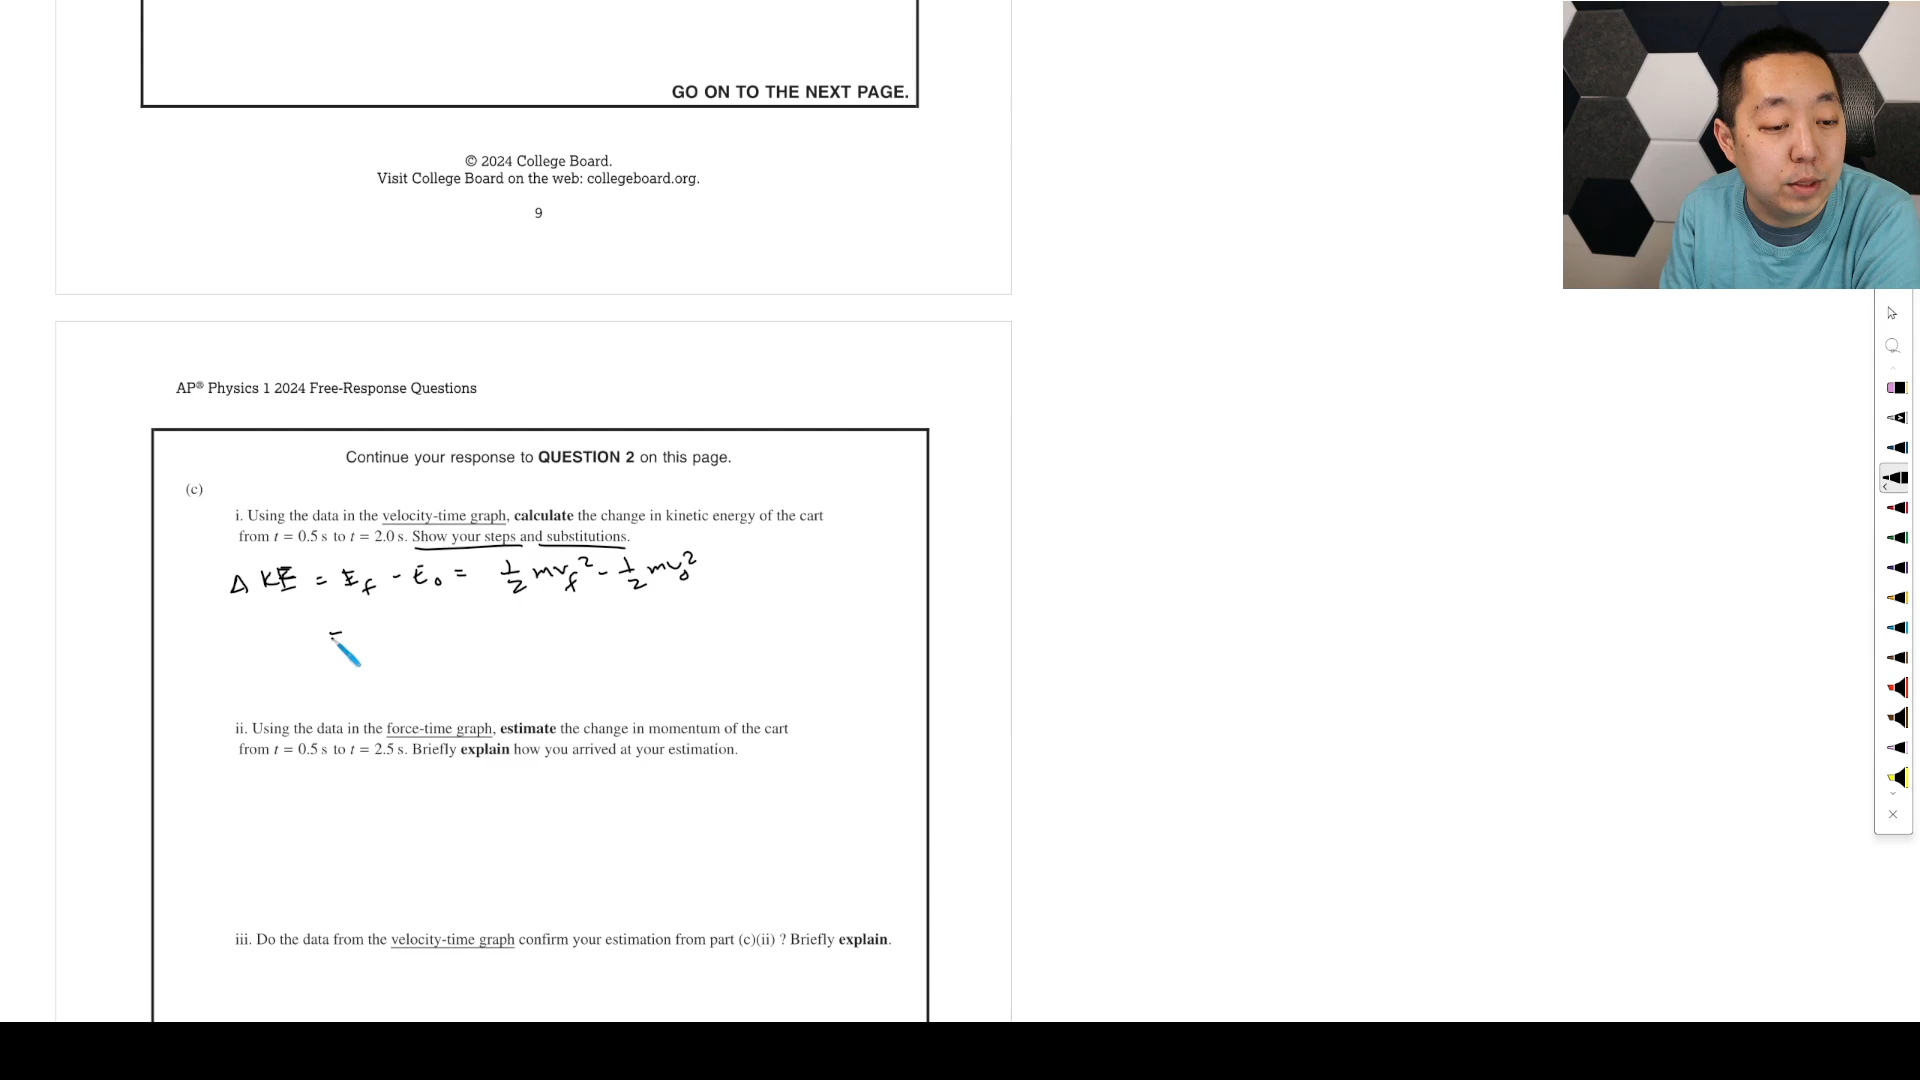 GO ON TO THE NEXT PAGE.
© 2024 College Board.
Visit College Board on the web: collegeboard.org.
9
AP® Physics 1 2024 Free-Response Questions
Continue your response to QUESTION 2 on this page.
(c)
i. Using the data in the velocity-time graph, calculate the change in kinetic energy of the cart
from t = 0.5 s to t = 2.0 s. Show your steps and substitutions.
Δ KE = E_f - E_0 = 1/2 mv_f^2 - 1/2 mv_0^2
ii. Using the data in the force-time graph, estimate the change in momentum of the cart
from t = 0.5 s to t = 2.5 s. Briefly explain how you arrived at your estimation.
iii. Do the data from the velocity-time graph confirm your estimation from part (c)(ii) ? Briefly explain.